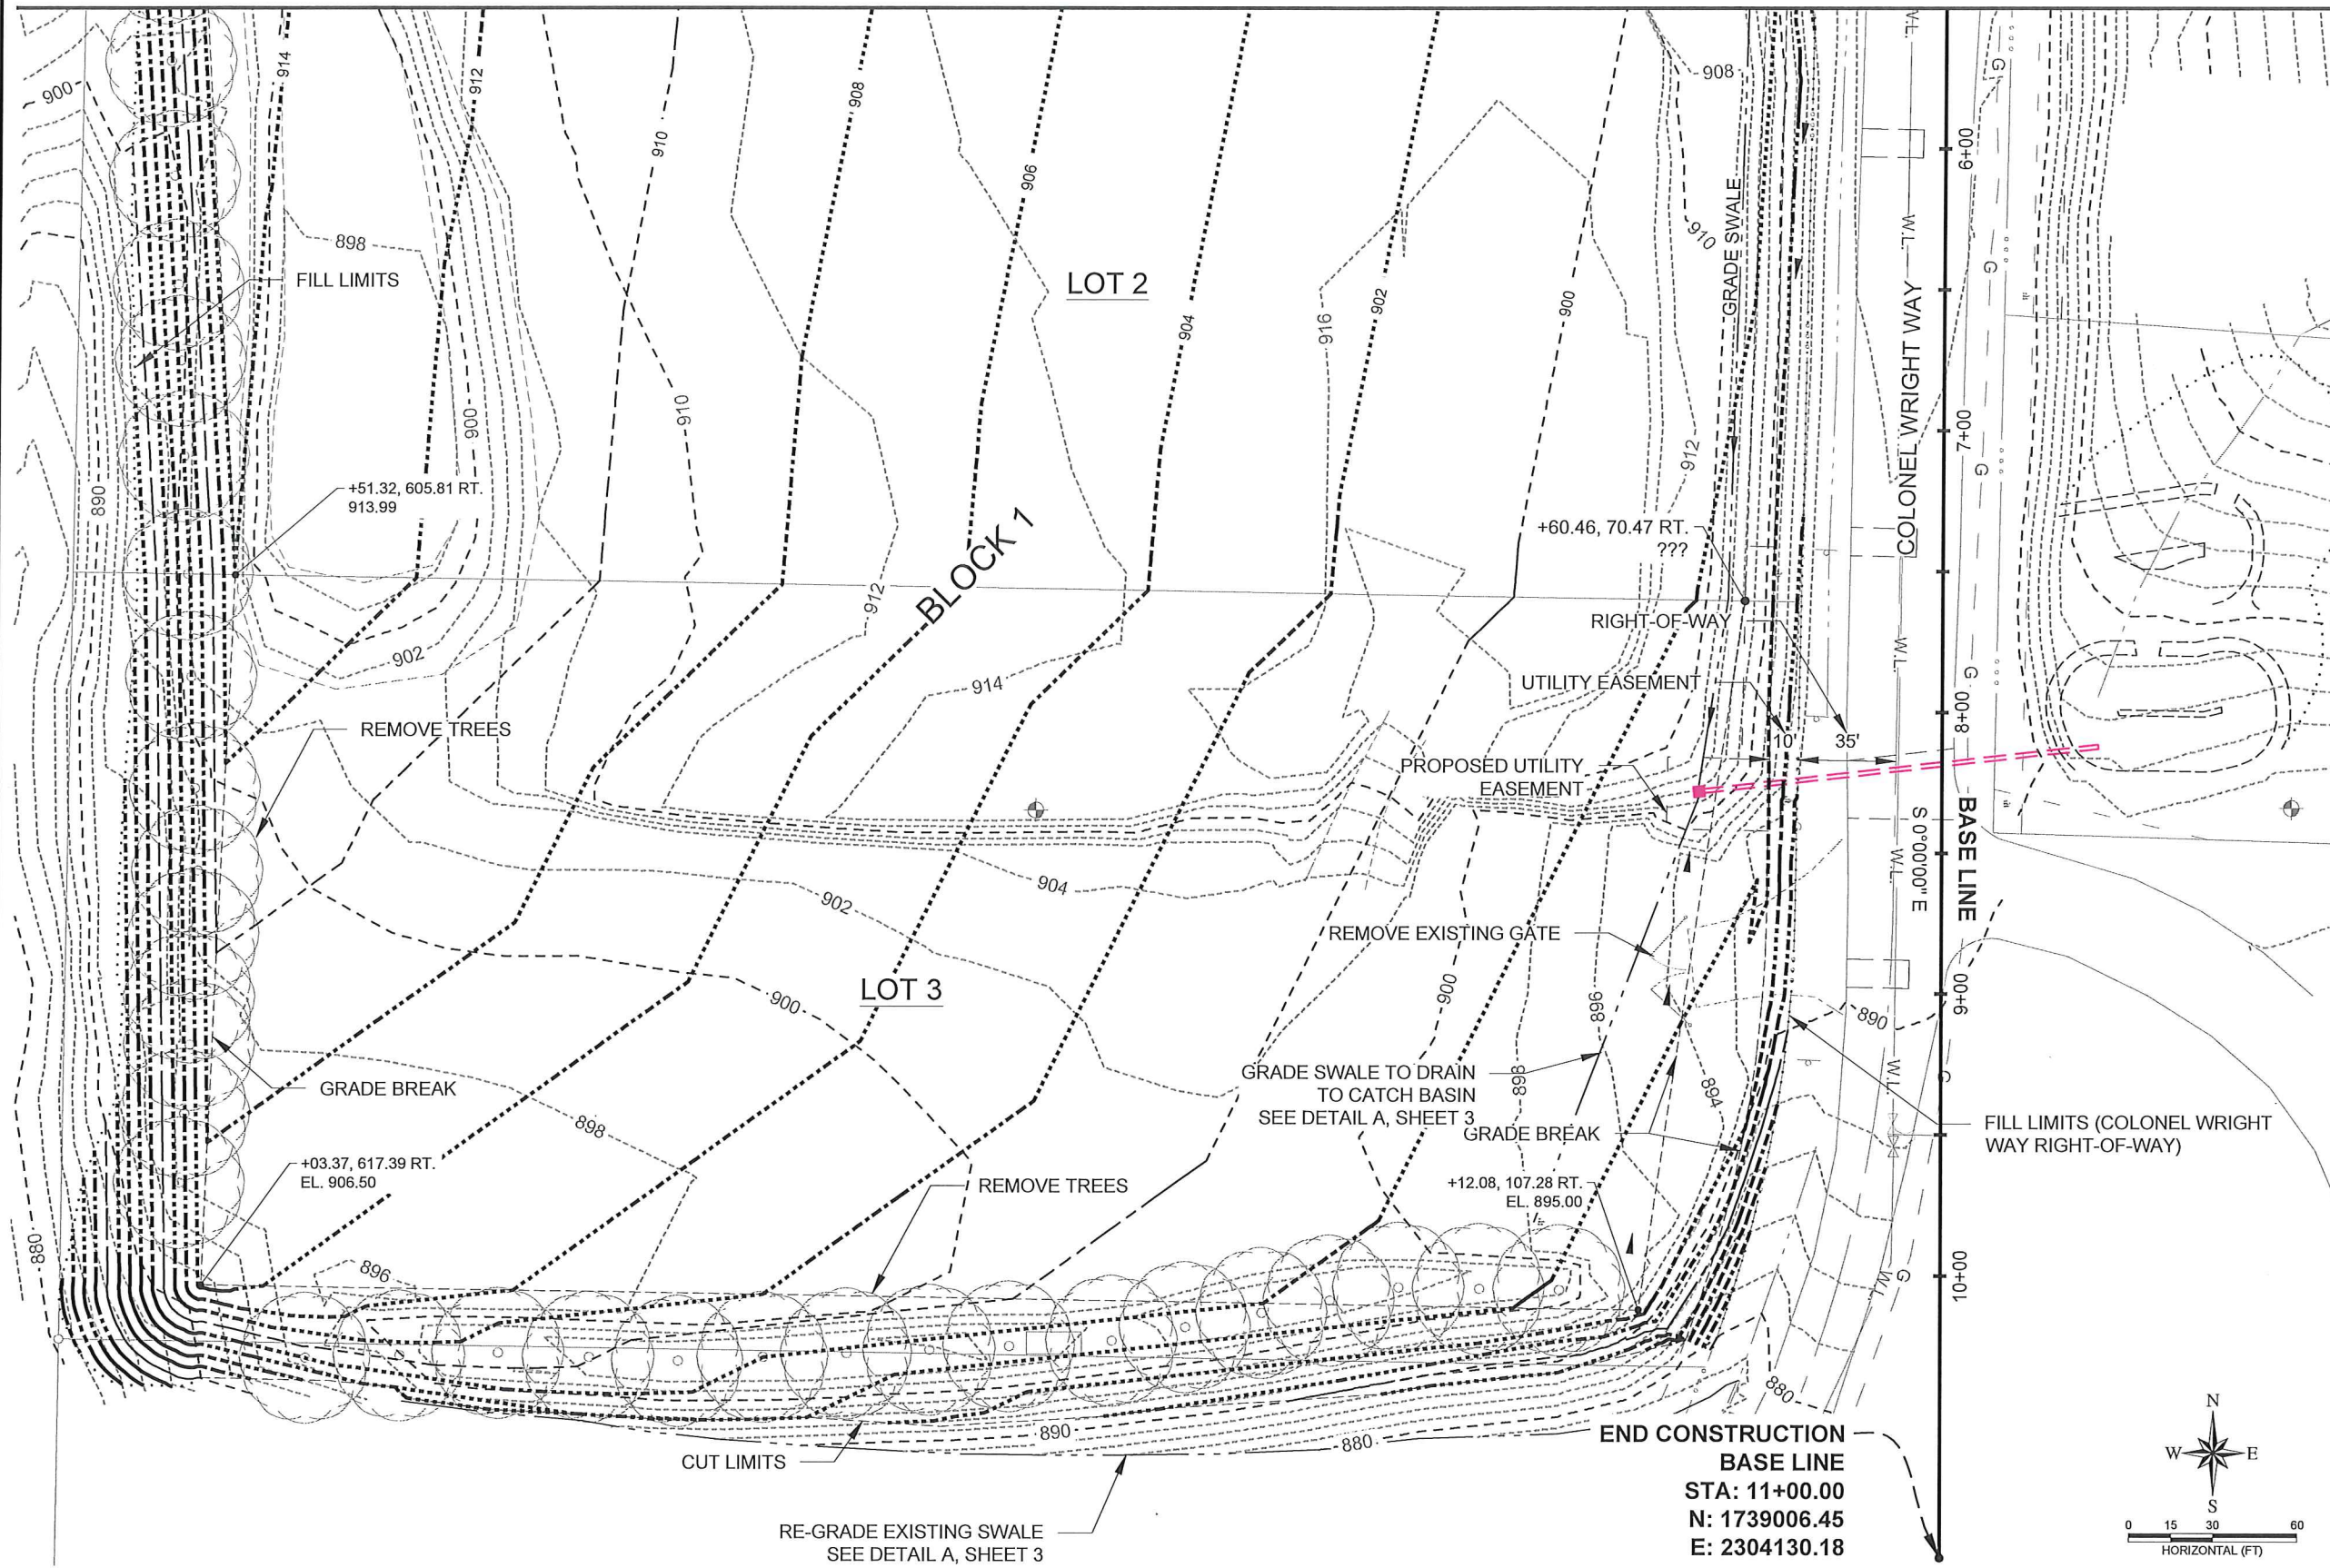 900
914
912
908
910
906
908
W.L.
G
6+00
898
FILL LIMITS
LOT 2
904
916
902
900
910
GRADE SWALE
W.L.
G
COLONEL WRIGHT WAY
900
910
890
+51.32, 605.81 RT.
913.99
BLOCK 1
912
912
7+00
G
+60.46, 70.47 RT.
???
RIGHT-OF-WAY
902
914
UTILITY EASEMENT
W.L.
G
8+00
REMOVE TREES
10'
35'
PROPOSED UTILITY
EASEMENT
S 0°00'00" E
BASE LINE
904
902
W.L.
REMOVE EXISTING GATE
LOT 3
900
900
896
890
9+00
GRADE BREAK
GRADE SWALE TO DRAIN
TO CATCH BASIN
SEE DETAIL A, SHEET 3
898
894
W.L.
G
898
GRADE BREAK
FILL LIMITS (COLONEL WRIGHT
WAY RIGHT-OF-WAY)
+03.37, 617.39 RT.
EL. 906.50
REMOVE TREES
+12.08, 107.28 RT.
EL. 895.00
880
896
G
W.L.
10+00
880
CUT LIMITS
890
880
END CONSTRUCTION
BASE LINE
STA: 11+00.00
N: 1739006.45
E: 2304130.18
RE-GRADE EXISTING SWALE
SEE DETAIL A, SHEET 3
N
W E
S
0 15 30 60
HORIZONTAL (FT)